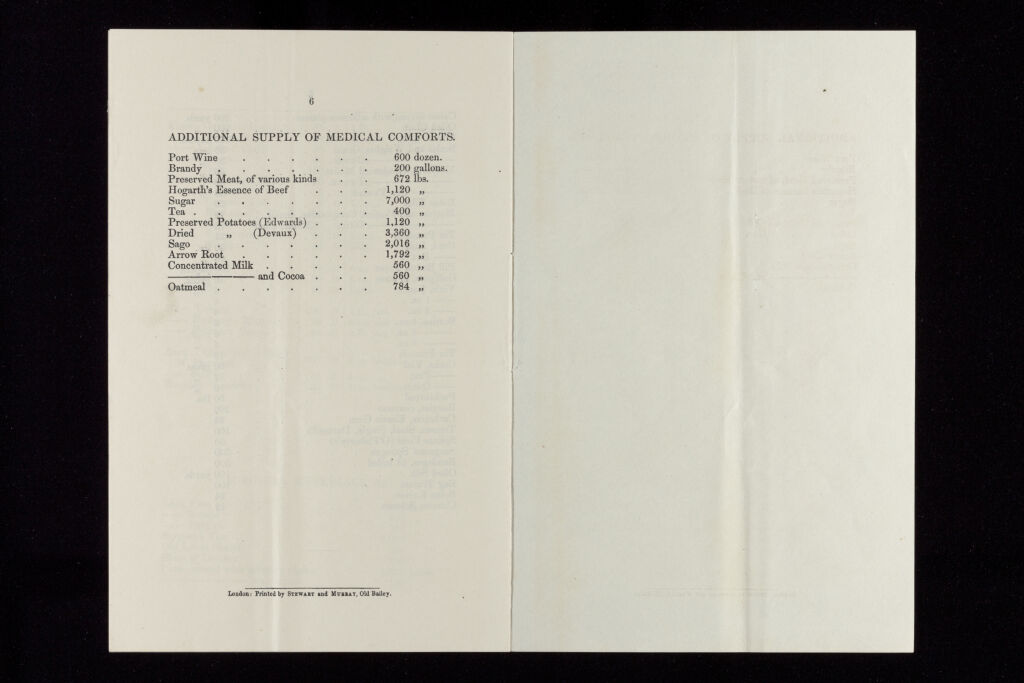 6
ADDITIONAL SUPPLY OF MEDICAL COMFORTS.
Port Wine . . . . . . 600 dozen.
Brandy . . . . . . . 200 gallons.
Preserved Meat, of various kinds . . 672 lbs.
Hogarth's Essence of Beef . . . 1,120 „
Sugar . . . . . . . 7,000 „
Tea . . . . . . . . 400 „
Preserved Potatoes (Edwards) . . . 1,120 „
Dried „ (Devaux) . . . 3,360 „
Sago . . . . . . . 2,016 „
Arrow Root . . . . . . 1,792 „
Concentrated Milk . . . . . 560 „
———— and Cocoa . . . 560 „
Oatmeal . . . . . . . 784 „
London: Printed by STEWART and MURRAY, Old Bailey.